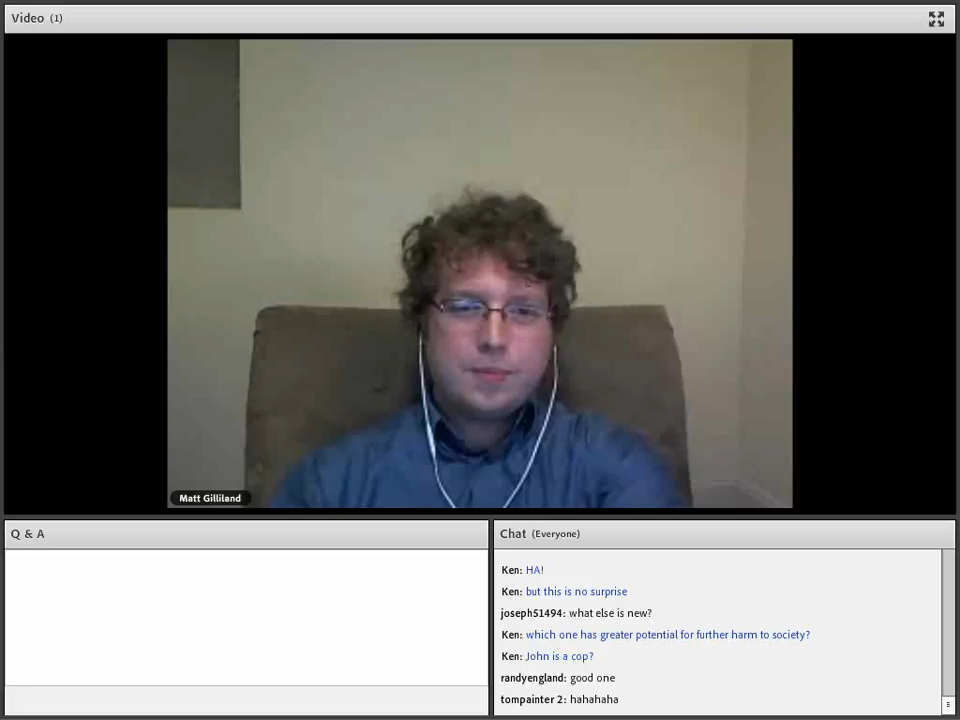 Video (1)
Matt Gilliland
Q & A
Chat (Everyone)
Ken: HA!
Ken: but this is no surprise
joseph51494: what else is new?
Ken: which one has greater potential for further harm to society?
Ken: John is a cop?
randyengland: good one
tompainter 2: hahahaha